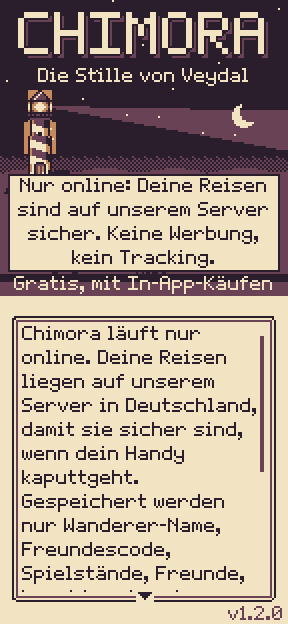 CHIMORA
Die Stille von Veydal
Nur online: Deine Reisen
sind auf unserem Server
sicher. Keine Werbung,
kein Tracking.
Gratis, mit In-App-Käufen
Chimora läuft nur
online. Deine Reisen
liegen auf unserem
Server in Deutschland,
damit sie sicher sind,
wenn dein Handy
kaputtgeht.
Gespeichert werden
nur Wanderer-Name,
Freundescode,
Spielstände, Freunde,
v1.2.0